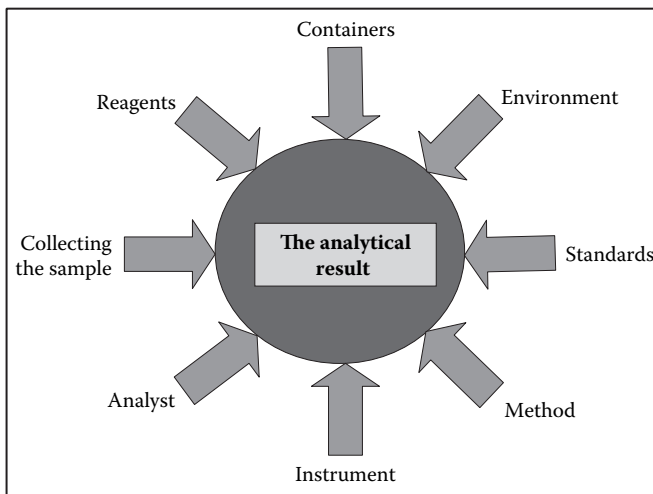 Containers
Reagents
Environment
The analytical
result
Collecting
the sample
Standards
Analyst
Method
Instrument